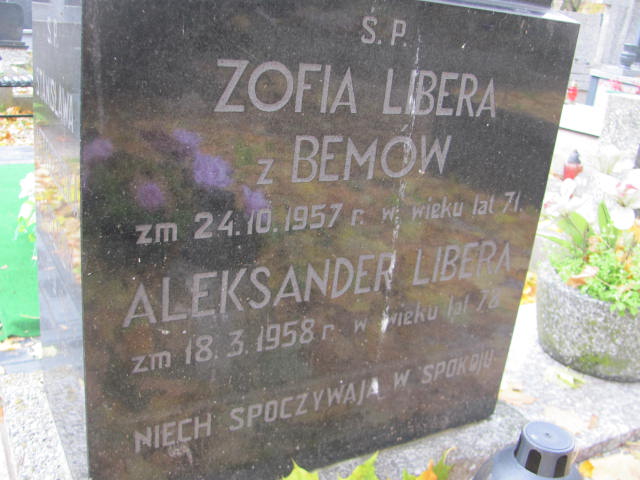 Ś.P.
ZOFIA LIBERA
z BEMÓW
zm 24.10.1957 r. w wieku lat 71.
ALEKSANDER LIBERA
zm 18.3.1958 r w wieku lat 78
NIECH SPOCZYWAJĄ W SPOKOJU